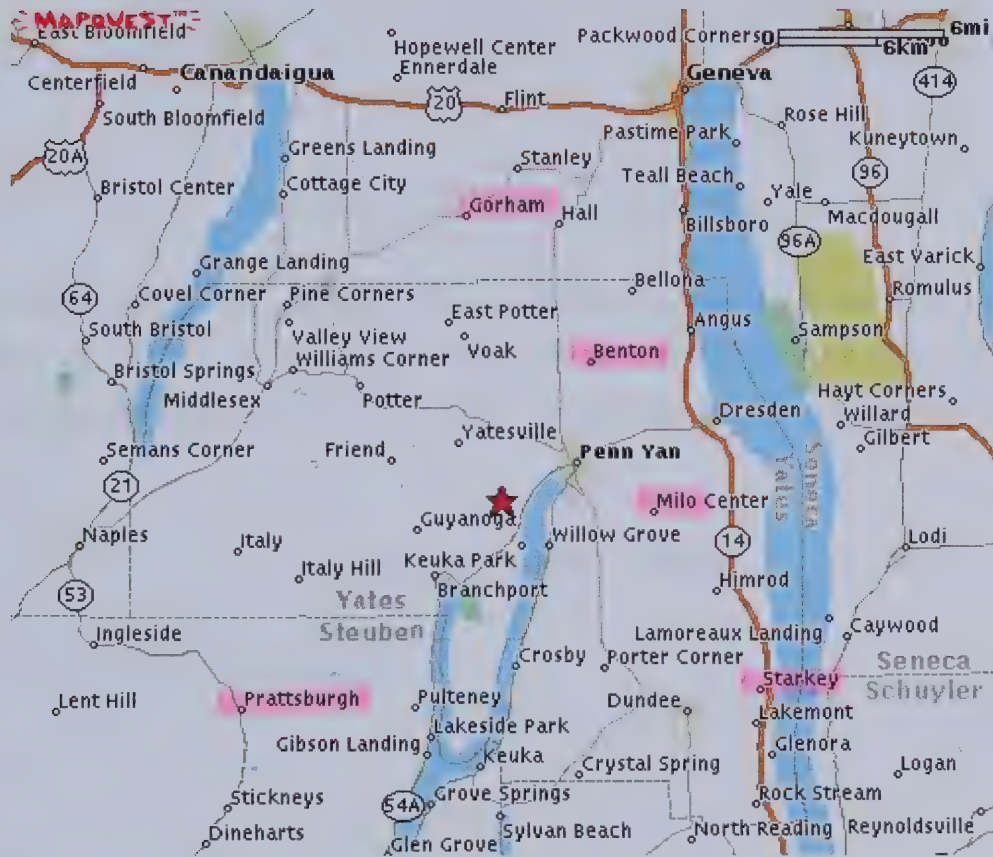 MAPQUEST™
6mi
0
6km
East Bloomfield
Hopewell Center
Packwood Corners
Ennerdale
Centerfield
Canandaigua
Geneva
414
20
Flint
South Bloomfield
Rose Hill
Pastime Park
Kuneytown
20A
Greens Landing
Stanley
Bristol Center
Cottage City
Teall Beach
Yale
96
Gorham
Hall
Macdougall
Billsboro
96A
East Varick
Grange Landing
Bellona
Romulus
64
Covel Corner
Pine Corners
East Potter
Angus
Sampson
South Bristol
Valley View
Voak
Williams Corner
Benton
Bristol Springs
Hayt Corners
Middlesex
Potter
Dresden
Willard
Yatesville
Gilbert
Semans Corner
Friend
Penn Yan
Yates
Seneca
21
Milo Center
Guyanoga
Naples
Italy
Willow Grove
14
Lodi
Keuka Park
Italy Hill
Branchport
Himrod
53
Yates
Steuben
Lamoreaux Landing
Caywood
Ingleside
Crosby
Porter Corner
Seneca
Schuyler
Starkey
Lent Hill
Prattsburgh
Pulteney
Dundee
Lakemont
Lakeside Park
Gibson Landing
Glenora
Keuka
Crystal Spring
Logan
Stickneys
54A
Grove Springs
Rock Stream
Dineharts
Glen Grove
Sylvan Beach
North Reading
Reynoldsville